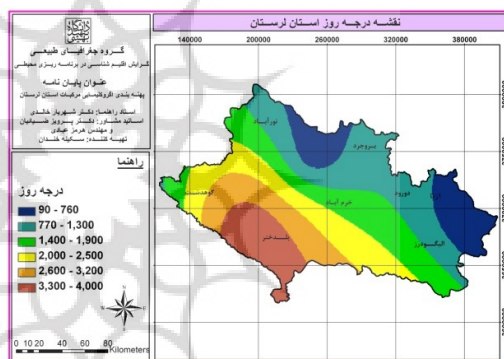 نقشه درجه روز استان لرستان
140000 200000 260000 320000 380000
گروه جغرافیای طبیعی
گرایش اقلیم شناسی در برنامه ریزی محیطی
عنوان پایان نامه
پهنه بندی اگروکلیمایی مرکبات استان لرستان
استاد راهنما: دکتر شهریار خالدی
اساتید مشاور: دکتر پرویز ضیائیان
و مهندس هرمز عبادی
تهیه کننده: سکینه خندان
راهنما
درجه روز
90 - 760
770 - 1,300
1,400 - 1,900
2,000 - 2,500
2,600 - 3,200
3,300 - 4,000
نورآباد
بروجرد
کوهدشت
خرم آباد
دورود
ازنا
الیگودرز
پلدختر
0 10 20 40 60 80
Kilometers